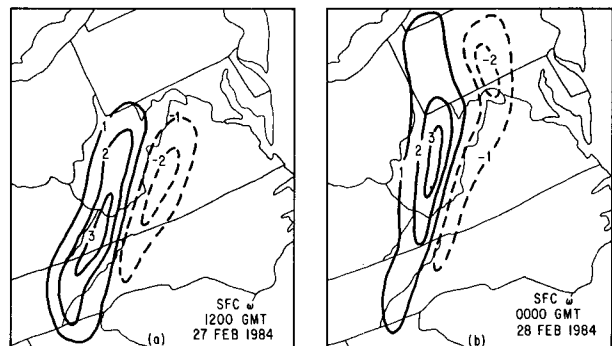 1
2
3
-1
-2
SFC ω
1200 GMT
27 FEB 1984
(a)
1
2
3
-2
-1
SFC ω
0000 GMT
28 FEB 1984
(b)